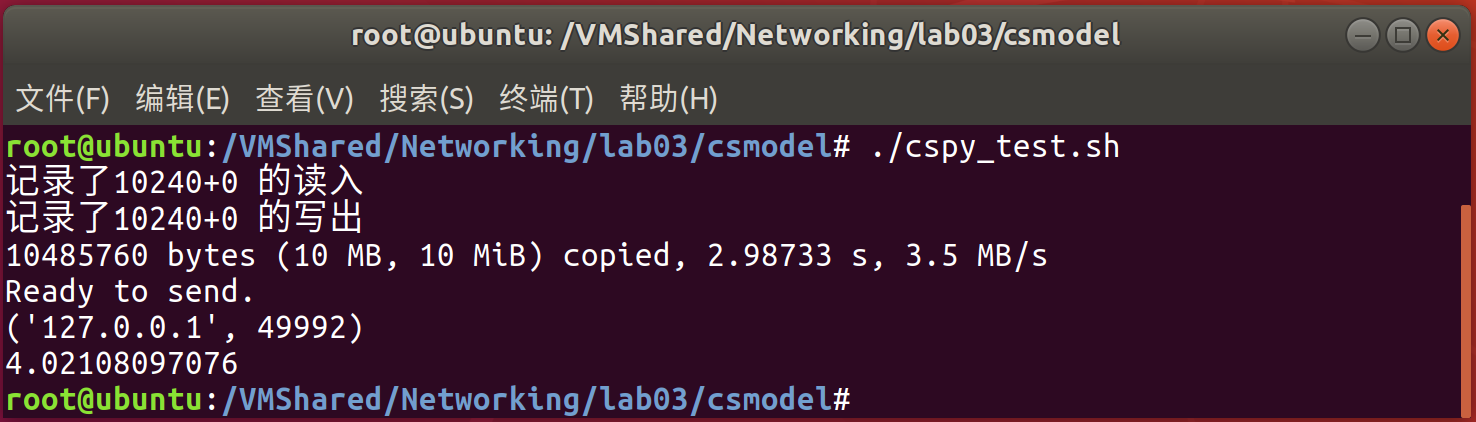 root@ubuntu: /VMShared/Networking/lab03/csmodel
文件(F) 编辑(E) 查看(V) 搜索(S) 终端(T) 帮助(H)
root@ubuntu:/VMShared/Networking/lab03/csmodel# ./cspy_test.sh
记录了10240+0 的读入
记录了10240+0 的写出
10485760 bytes (10 MB, 10 MiB) copied, 2.98733 s, 3.5 MB/s
Ready to send.
('127.0.0.1', 49992)
4.02108097076
root@ubuntu:/VMShared/Networking/lab03/csmodel#